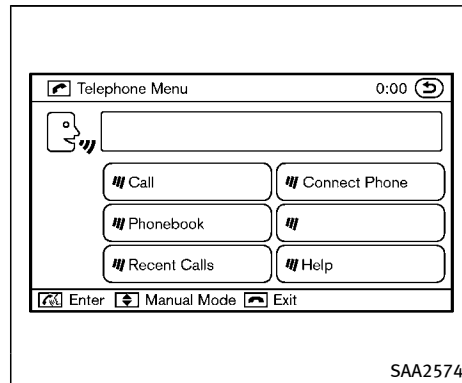 Telephone Menu 0:00
Call
Connect Phone
Phonebook
Recent Calls
Help
Enter Manual Mode Exit
SAA2574